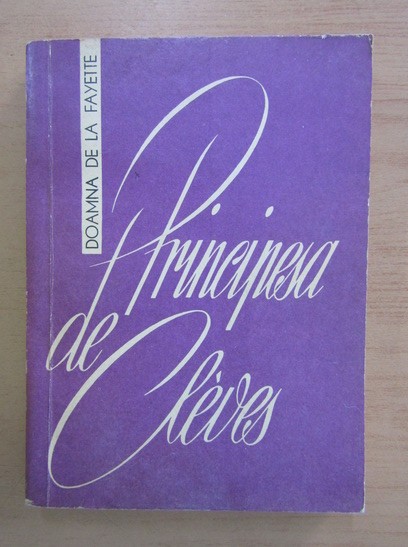 DOAMNA DE LA FAYETTE
Principesa
de
Clèves